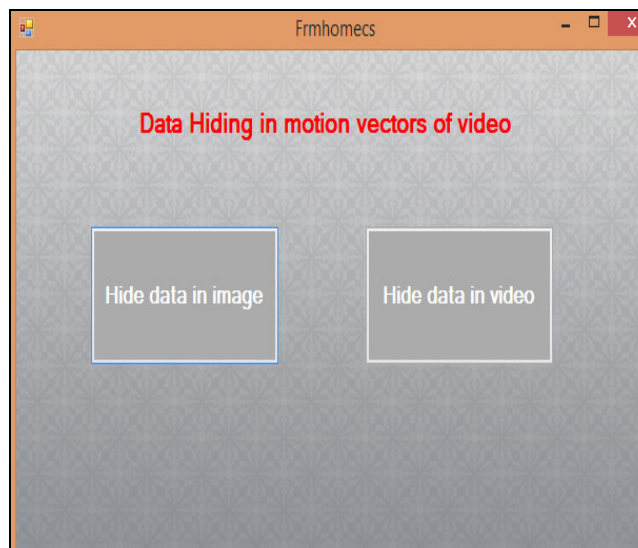 Frmhomecs
Data Hiding in motion vectors of video
Hide data in image
Hide data in video